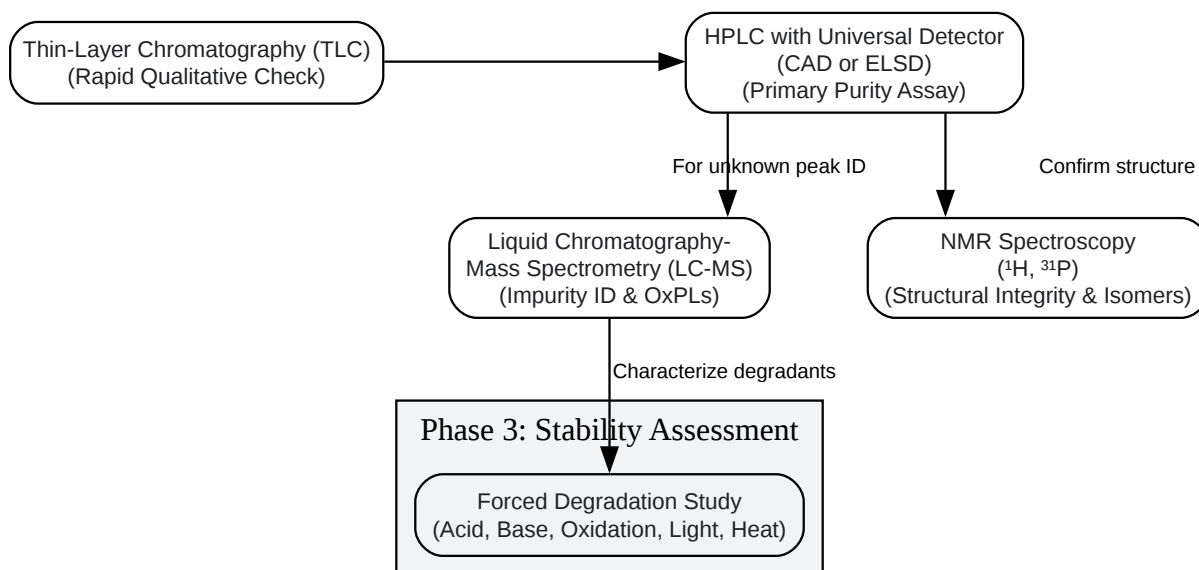 Thin-Layer Chromatography (TLC)
(Rapid Qualitative Check)
HPLC with Universal Detector
(CAD or ELSD)
(Primary Purity Assay)
For unknown peak ID
Confirm structure
Liquid Chromatography-
Mass Spectrometry (LC-MS)
(Impurity ID & OxPLs)
NMR Spectroscopy
(¹H, ³¹P)
(Structural Integrity & Isomers)
Characterize degradants
Phase 3: Stability Assessment
Forced Degradation Study
(Acid, Base, Oxidation, Light, Heat)